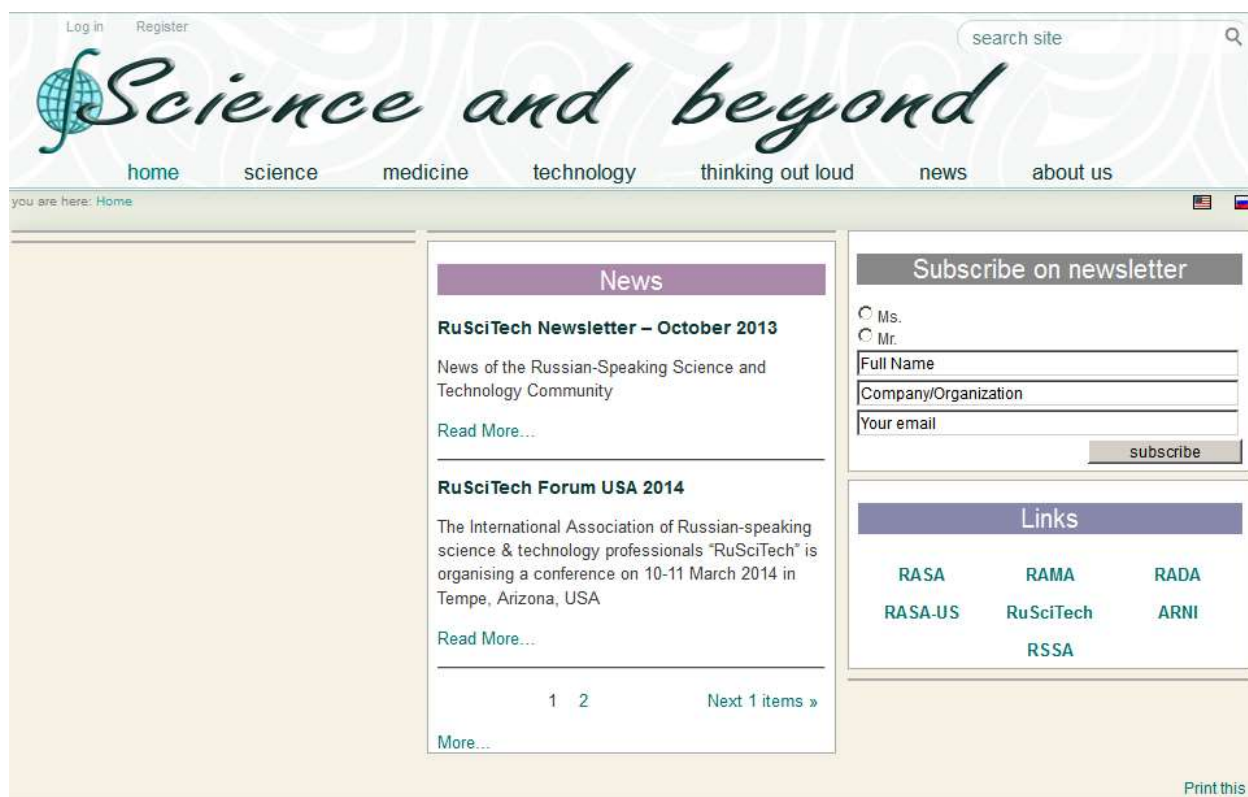 Log in Register
search site
Science and beyond
home science medicine technology thinking out loud news about us
you are here: Home
News
RuSciTech Newsletter – October 2013
News of the Russian-Speaking Science and
Technology Community
Read More...
RuSciTech Forum USA 2014
The International Association of Russian-speaking
science & technology professionals “RuSciTech” is
organising a conference on 10-11 March 2014 in
Tempe, Arizona, USA
Read More...
1 2 Next 1 items »
More...
Subscribe on newsletter
Ms.
Mr.
Full Name
Company/Organization
Your email
subscribe
Links
RASA RAMA RADA
RASA-US RuSciTech ARNI
RSSA
Print this